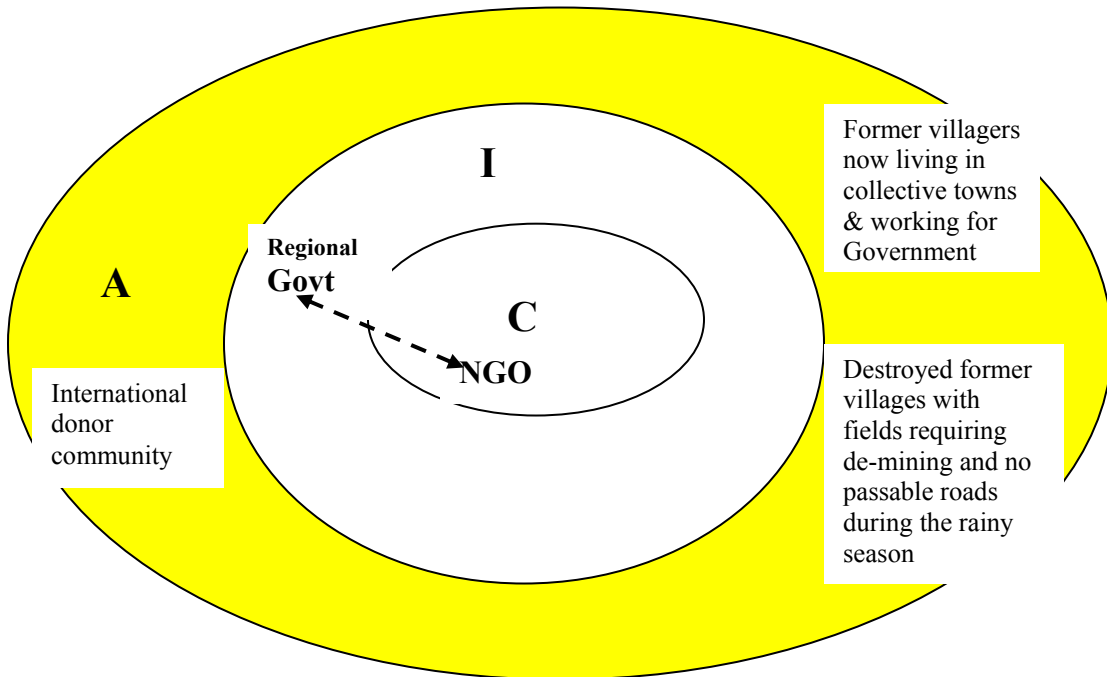 I
Former villagers
now living in
collective towns
& working for
Government
Regional
Govt
A
C
NGO
International
donor
community
Destroyed former
villages with
fields requiring
de-mining and no
passable roads
during the rainy
season